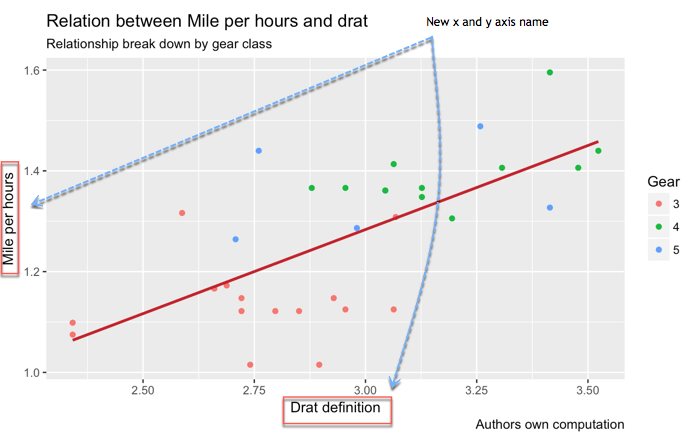 Relation between Mile per hours and drat
New x and y axis name
Relationship break down by gear class
1.6
1.4
1.2
1.0
Mile per hours
Gear
3
4
5
2.50
2.75
3.00
3.25
3.50
Drat definition
Authors own computation